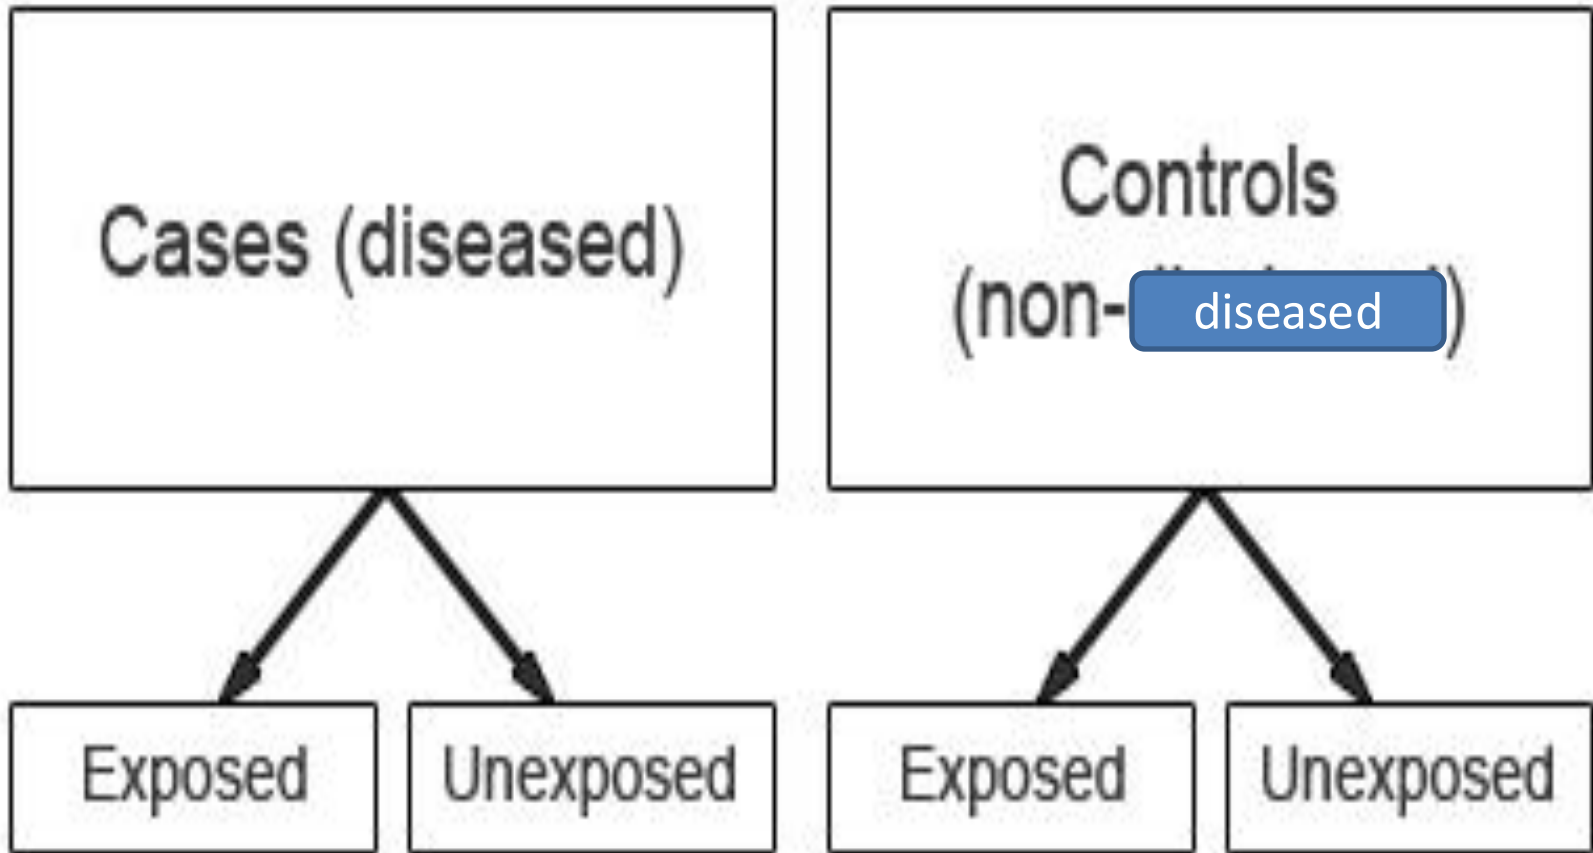 Cases (diseased)
Controls
(non-diseased)
Exposed
Unexposed
Exposed
Unexposed